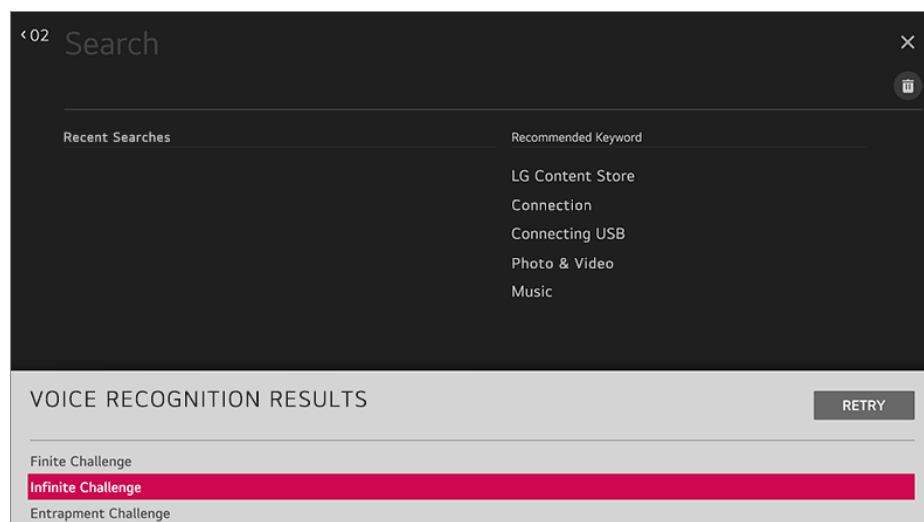 ‹02
Search
Recent Searches
Recommended Keyword
LG Content Store
Connection
Connecting USB
Photo & Video
Music
VOICE RECOGNITION RESULTS
RETRY
Finite Challenge
Infinite Challenge
Entrapment Challenge